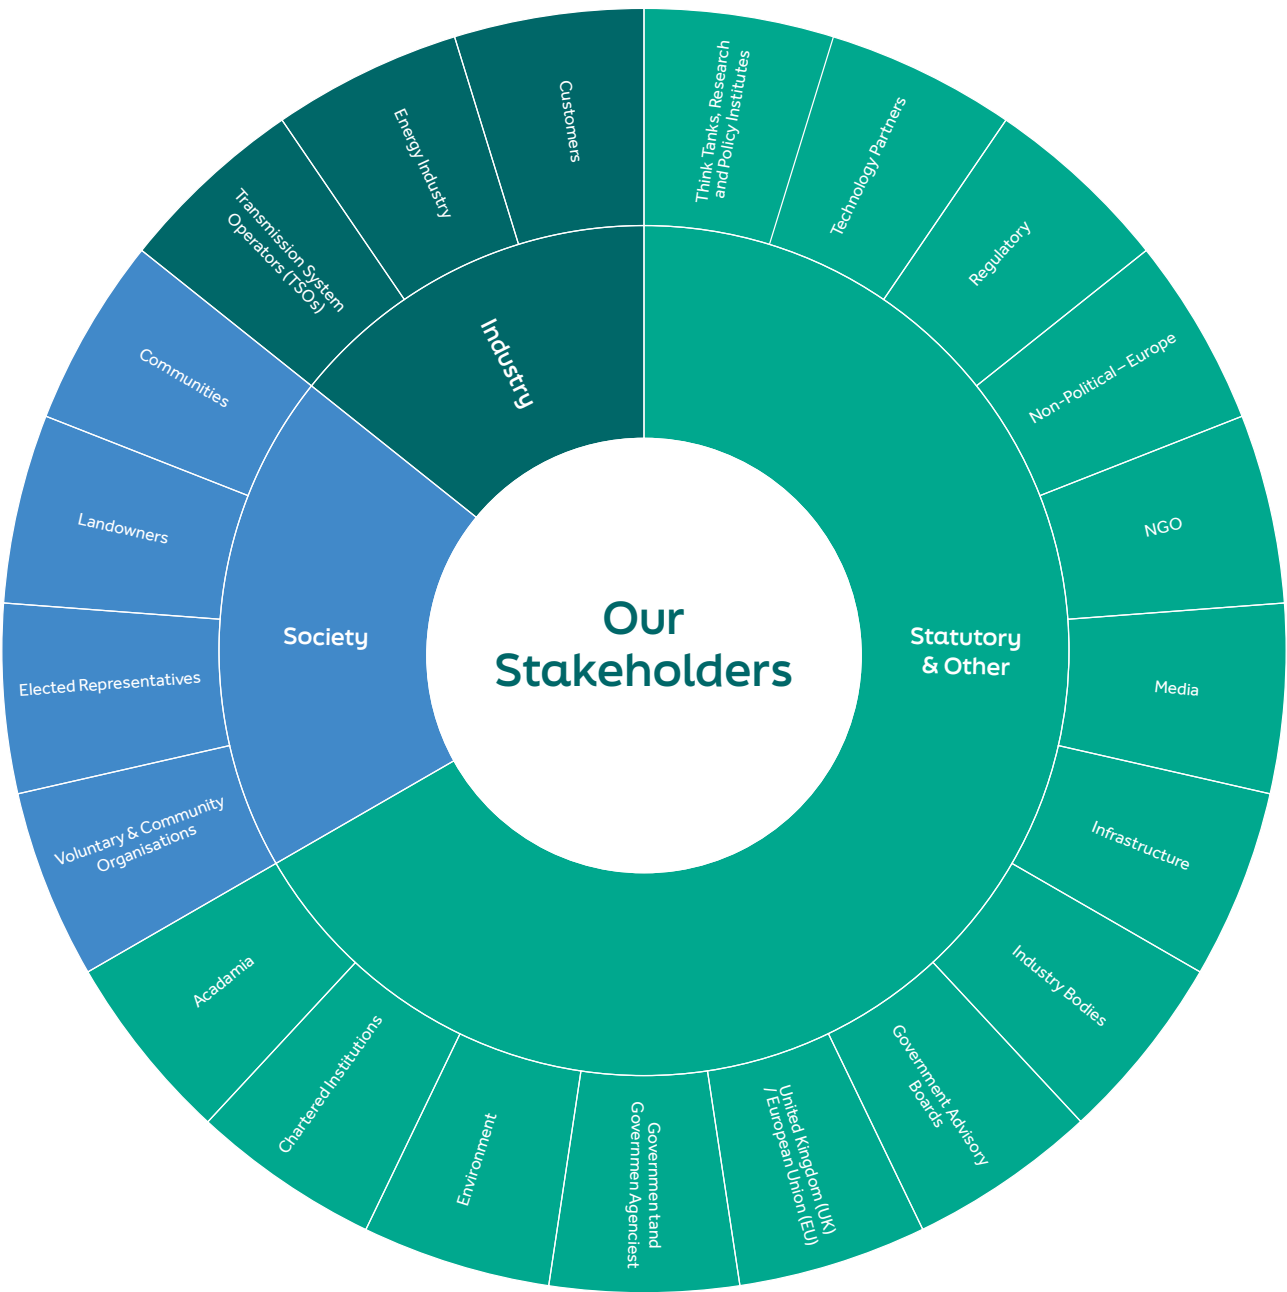 Our
Stakeholders
Industry
Statutory
& Other
Society
Customers
Energy Industry
Transmission System
Operators (TSOs)
Think Tanks, Research
and Policy Institutes
Technology Partners
Regulatory
Non-Political – Europe
NGO
Media
Infrastructure
Industry Bodies
Government Advisory
Boards
United Kingdom (UK)
/ European Union (EU)
Governmen tand
Governmen Agenciest
Environment
Chartered Institutions
Acadamia
Voluntary & Community
Organisations
Elected Representatives
Landowners
Communities